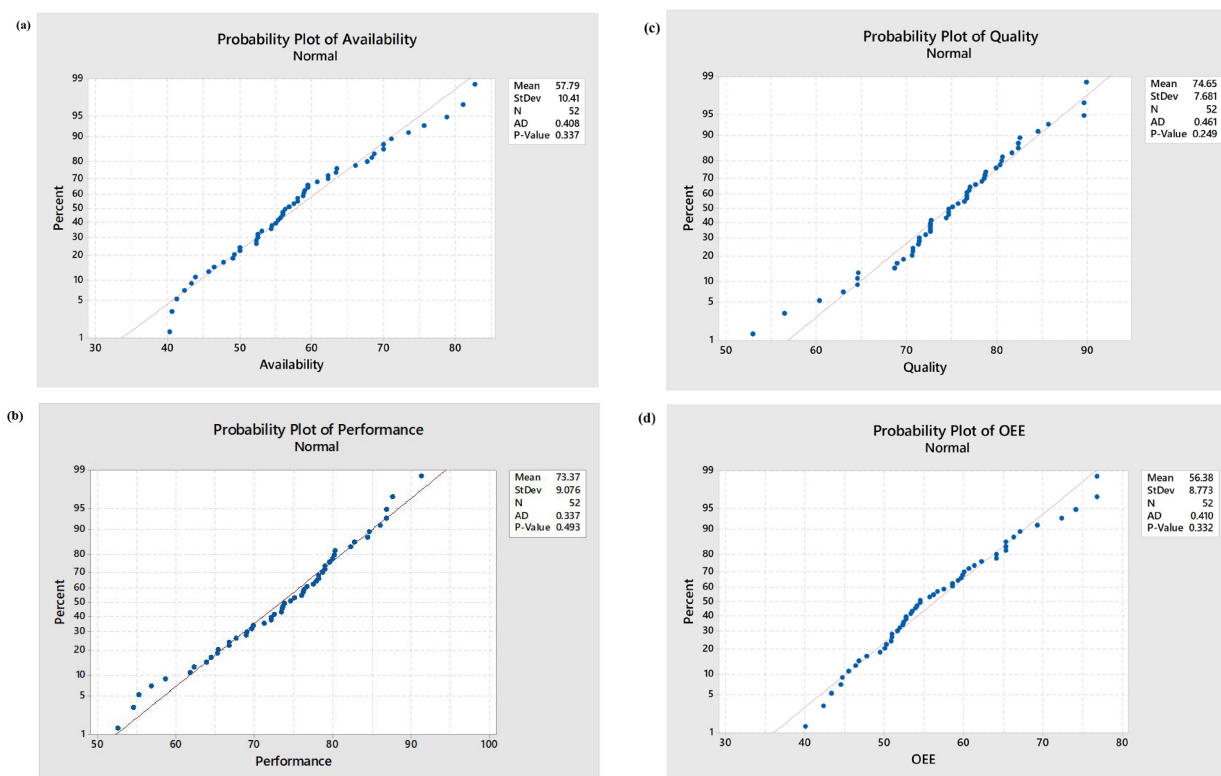 (a)
Probability Plot of Availability
Normal
99
95
90
80
70
60
50
40
30
20
10
5
1
Percent
30 40 50 60 70 80
Availability
Mean 57.79
StDev 10.41
N 52
AD 0.408
P-Value 0.337
(b)
Probability Plot of Performance
Normal
99
95
90
80
70
60
50
40
30
20
10
5
1
Percent
50 60 70 80 90 100
Performance
Mean 73.37
StDev 9.076
N 52
AD 0.337
P-Value 0.493
(c)
Probability Plot of Quality
Normal
99
95
90
80
70
60
50
40
30
20
10
5
1
Percent
50 60 70 80 90
Quality
Mean 74.65
StDev 7.681
N 52
AD 0.461
P-Value 0.249
(d)
Probability Plot of OEE
Normal
99
95
90
80
70
60
50
40
30
20
10
5
1
Percent
30 40 50 60 70 80
OEE
Mean 56.38
StDev 8.773
N 52
AD 0.410
P-Value 0.332